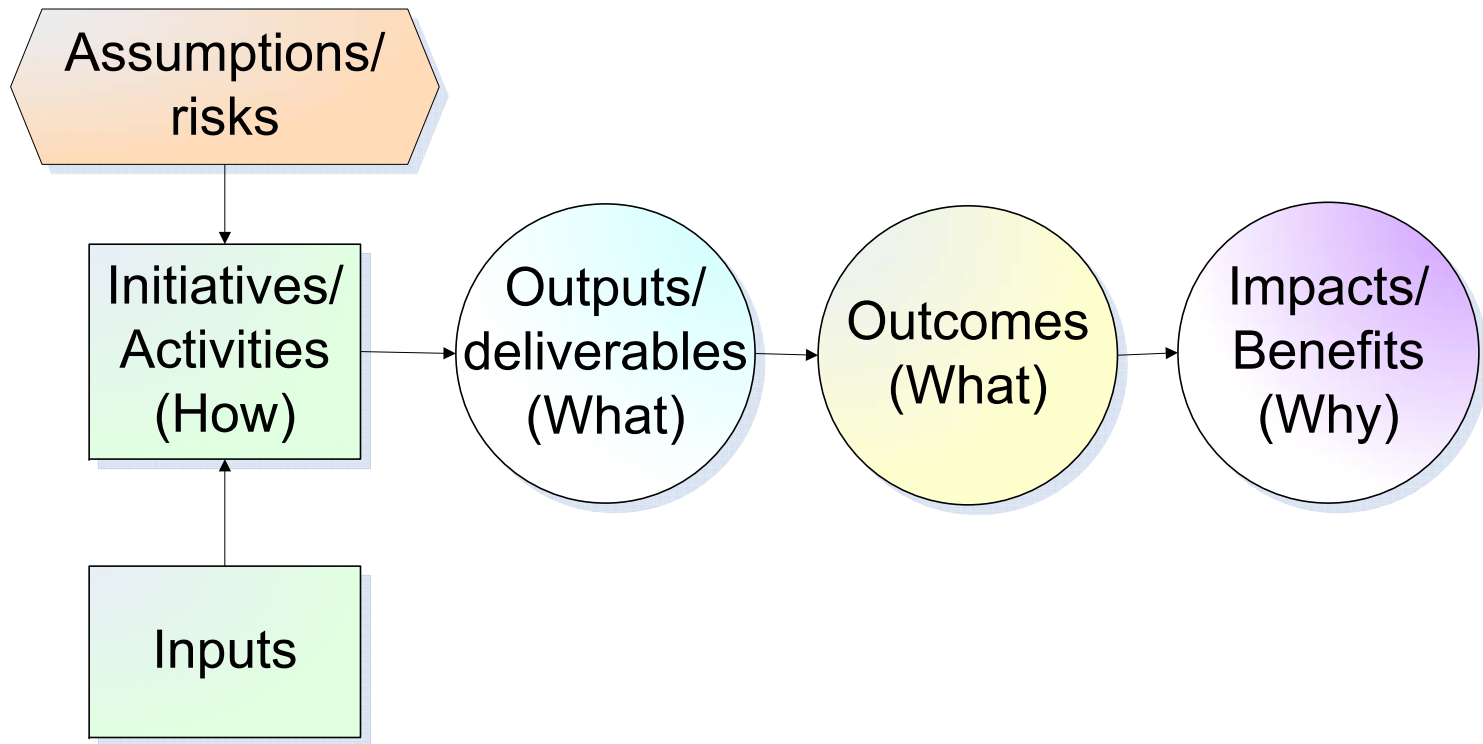 Assumptions/
risks
Initiatives/
Activities
(How)
Outputs/
deliverables
(What)
Outcomes
(What)
Impacts/
Benefits
(Why)
Inputs